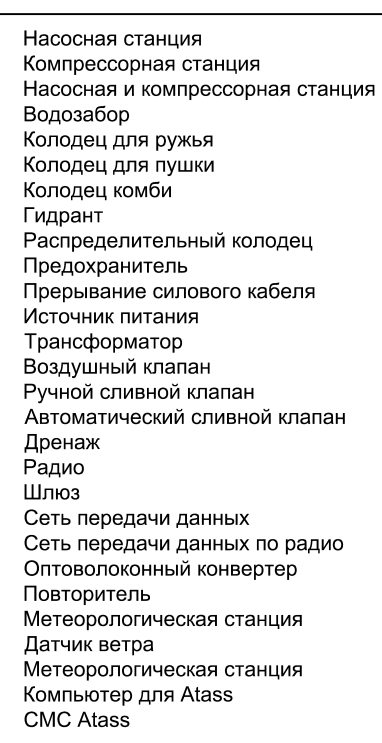 Насосная станция
Компрессорная станция
Насосная и компрессорная станция
Водозабор
Колодец для ружья
Колодец для пушки
Колодец комби
Гидрант
Распределительный колодец
Предохранитель
Прерывание силового кабеля
Источник питания
Трансформатор
Воздушный клапан
Ручной сливной клапан
Автоматический сливной клапан
Дренаж
Радио
Шлюз
Сеть передачи данных
Сеть передачи данных по радио
Оптоволоконный конвертер
Повторитель
Метеорологическая станция
Датчик ветра
Метеорологическая станция
Компьютер для Atass
СМС Atass